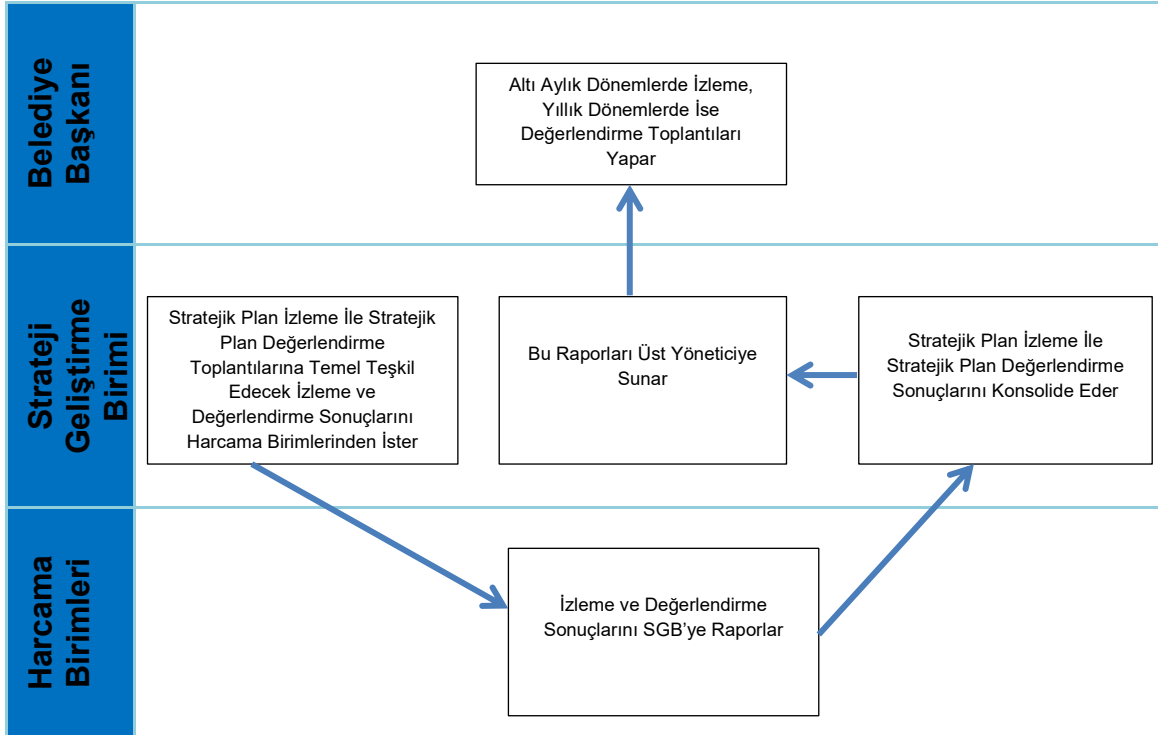 Belediye
Başkanı
Altı Aylık Dönemlerde İzleme,
Yıllık Dönemlerde İse
Değerlendirme Toplantıları
Yapar
Strateji
Geliştirme
Birimi
Stratejik Plan İzleme İle Stratejik
Plan Değerlendirme
Toplantılarına Temel Teşkil
Edecek İzleme ve
Değerlendirme Sonuçlarını
Harcama Birimlerinden İster
Bu Raporları Üst Yöneticiye
Sunar
Stratejik Plan İzleme İle
Stratejik Plan Değerlendirme
Sonuçlarını Konsolide Eder
Harcama
Birimleri
İzleme ve Değerlendirme
Sonuçlarını SGB’ye Raporlar